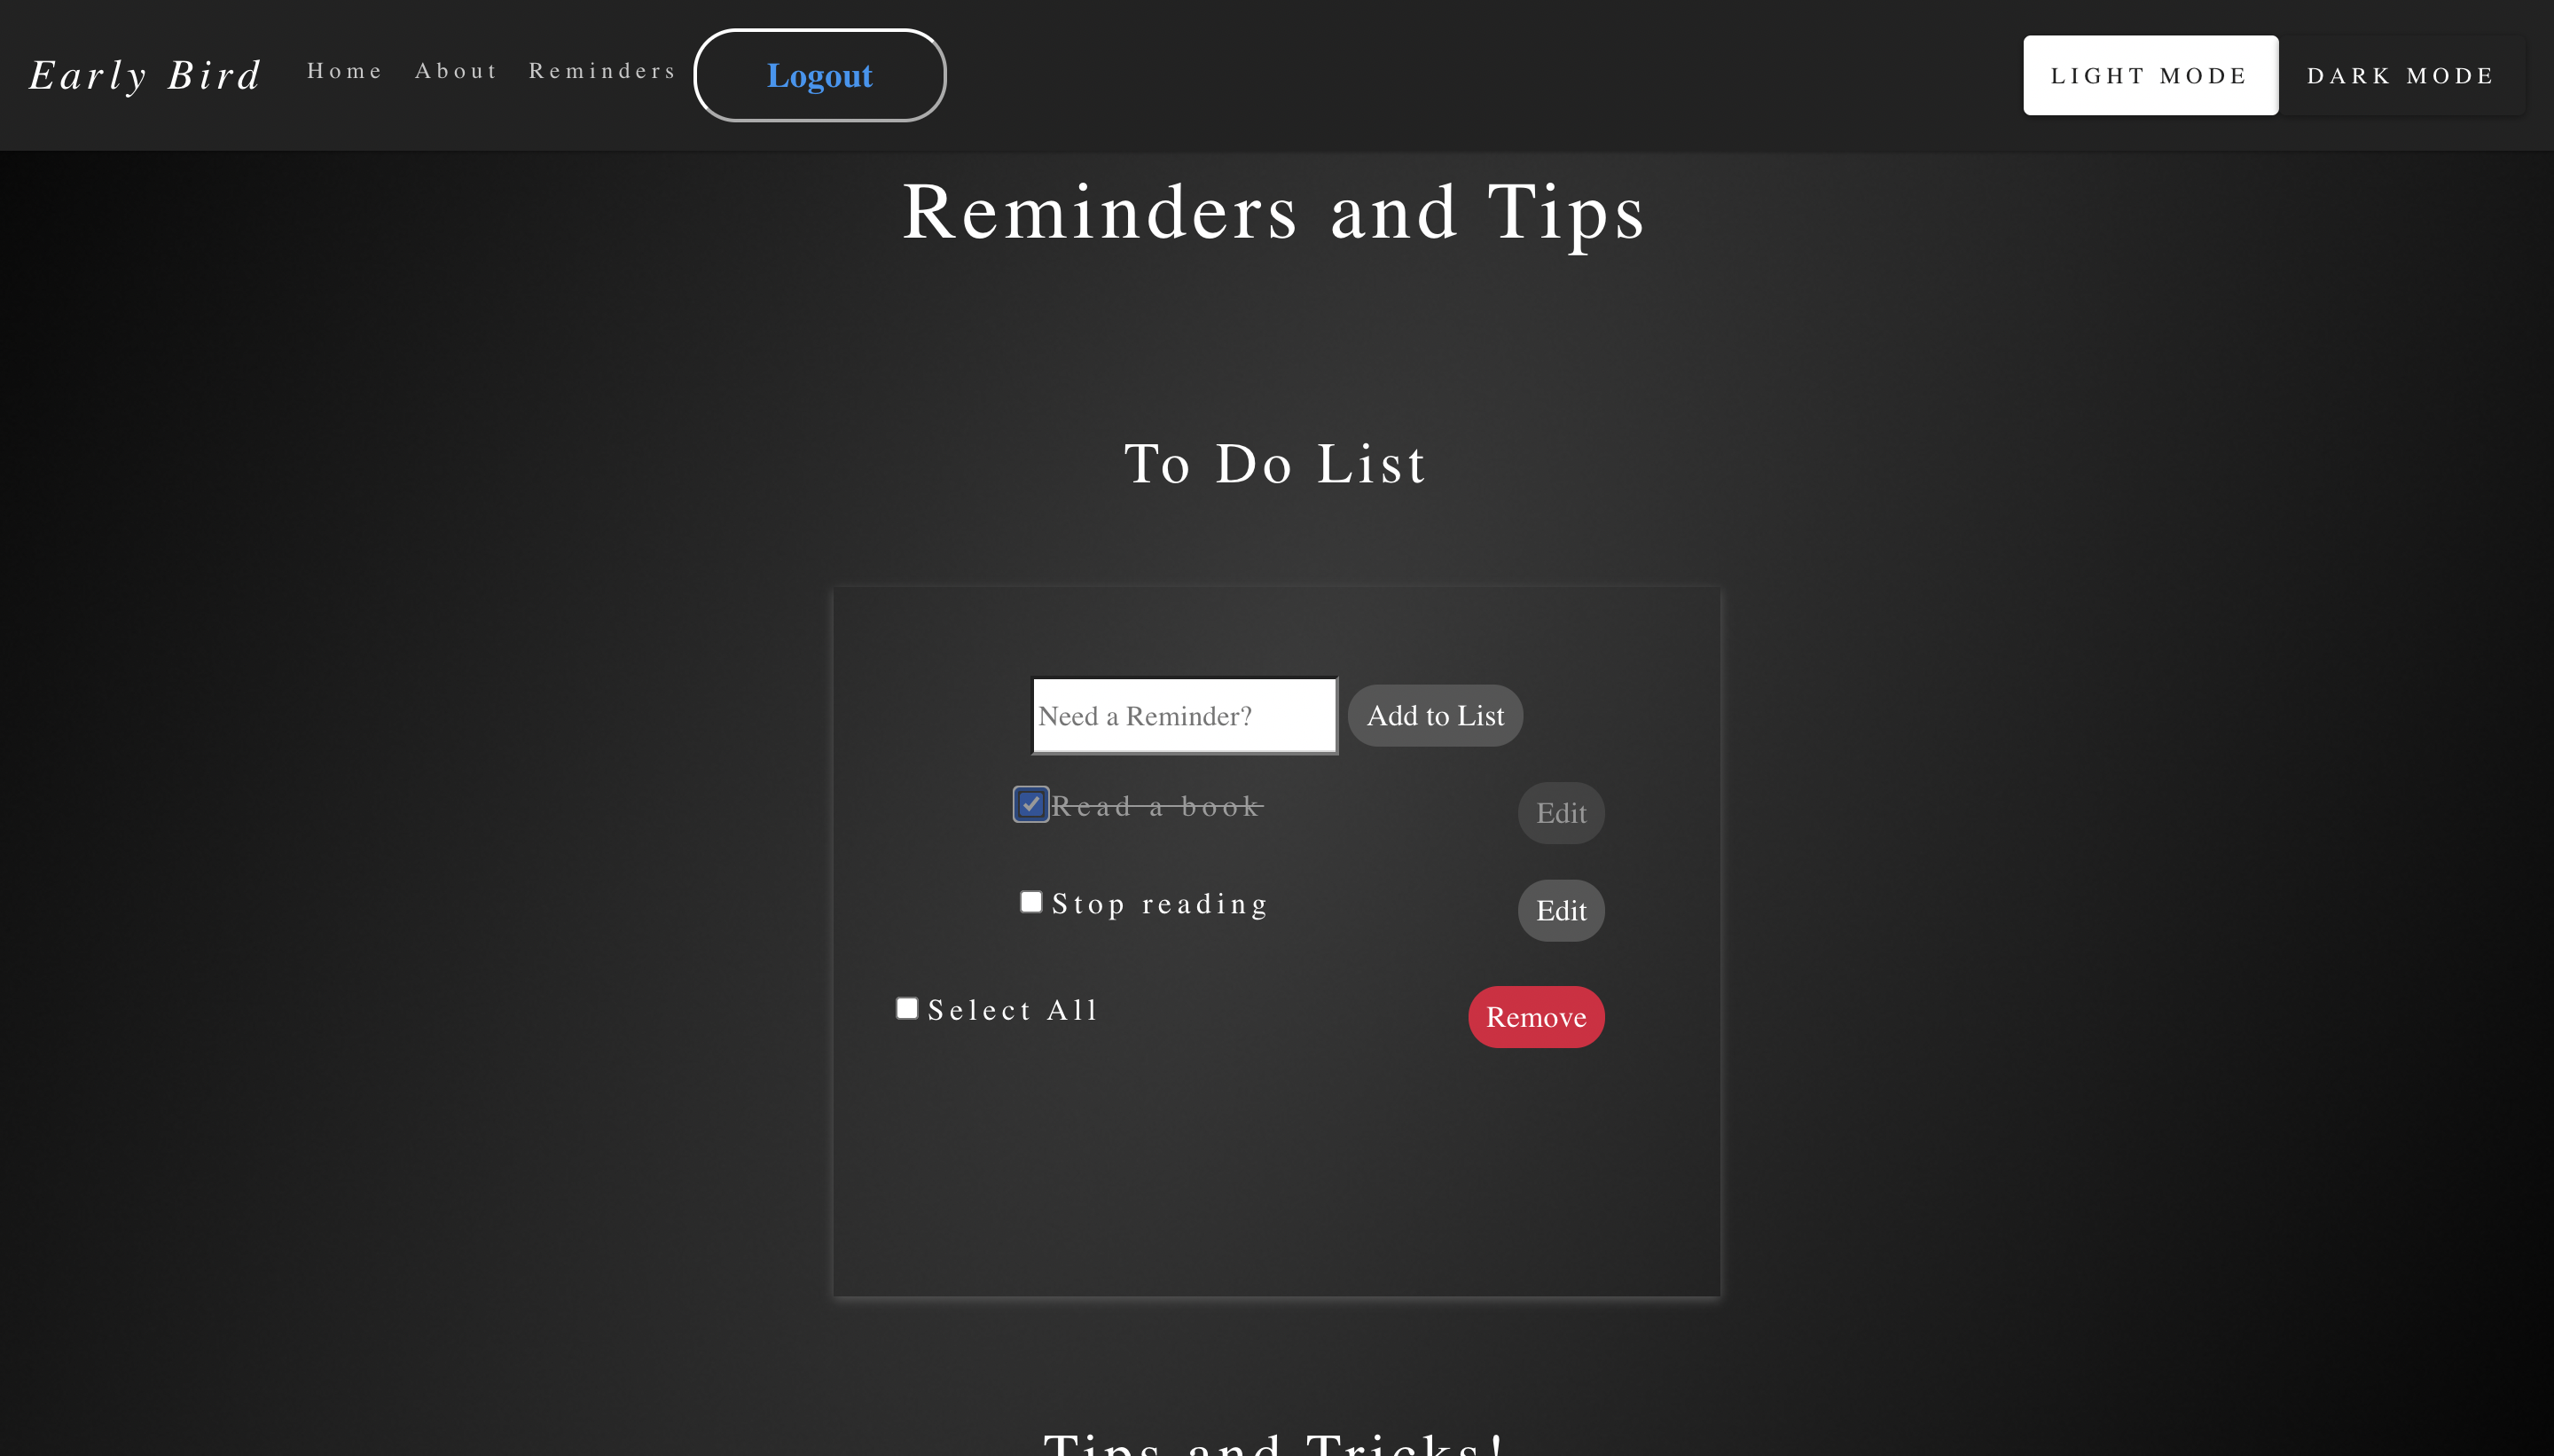 Early Bird Home About Reminders Logout LIGHT MODE DARK MODE
Reminders and Tips
To Do List
Need a Reminder? Add to List
Read a book Edit
Stop reading Edit
Select All Remove
Tips and Tricks!